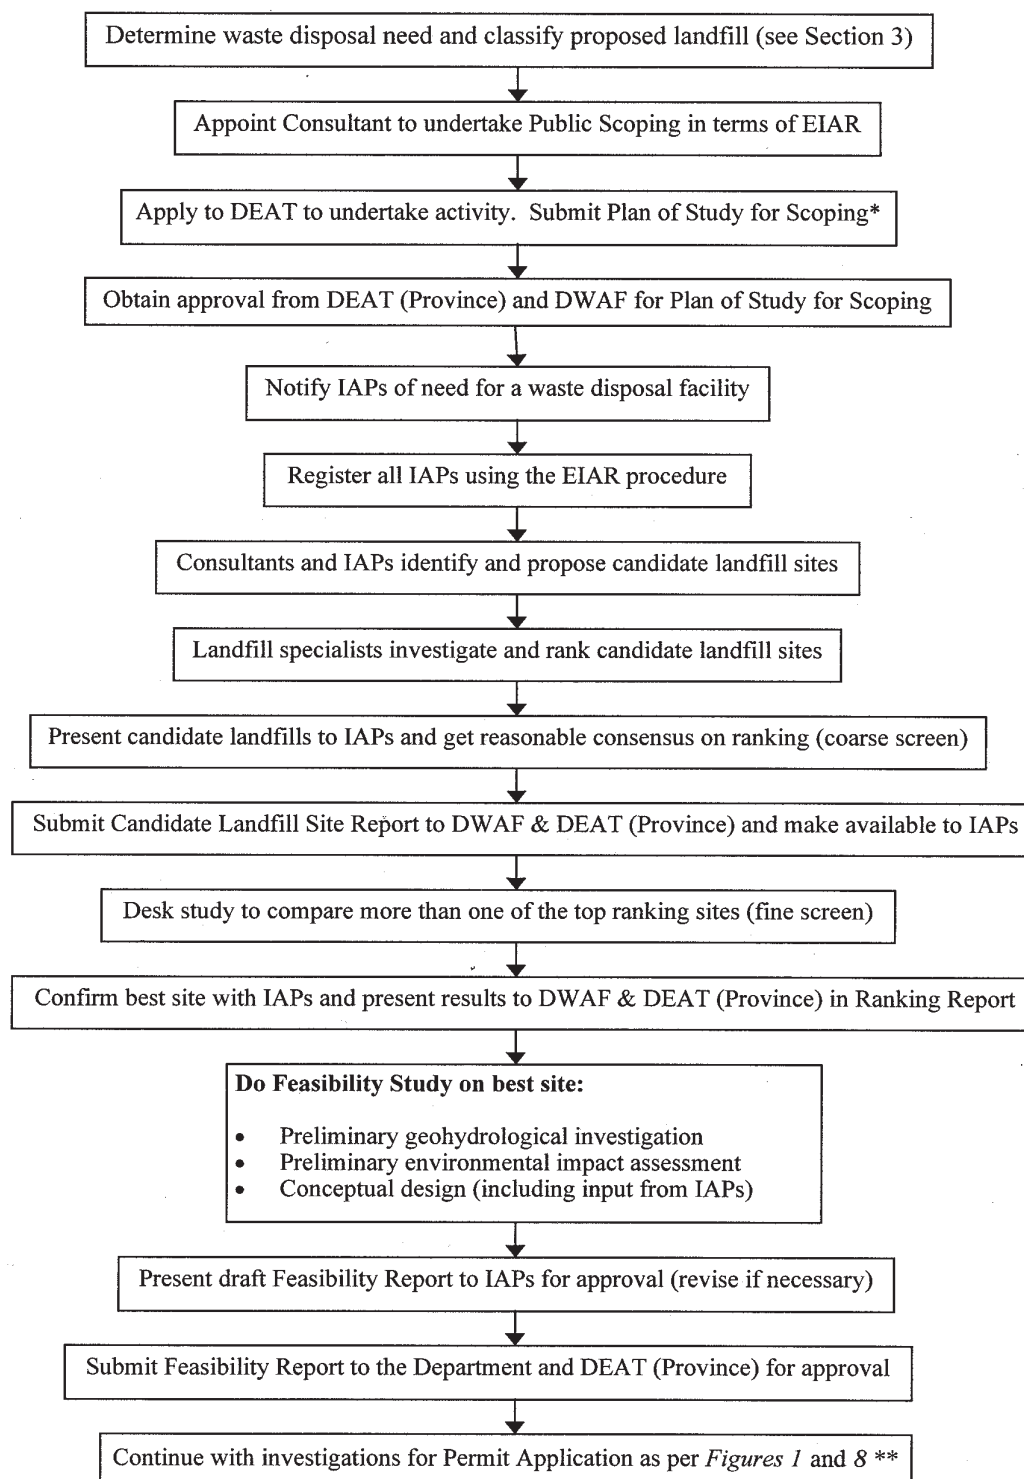 Determine waste disposal need and classify proposed landfill (see Section 3)
Appoint Consultant to undertake Public Scoping in terms of EIAR
Apply to DEAT to undertake activity. Submit Plan of Study for Scoping*
Obtain approval from DEAT (Province) and DWAF for Plan of Study for Scoping
Notify IAPs of need for a waste disposal facility
Register all IAPs using the EIAR procedure
Consultants and IAPs identify and propose candidate landfill sites
Landfill specialists investigate and rank candidate landfill sites
Present candidate landfills to IAPs and get reasonable consensus on ranking (coarse screen)
Submit Candidate Landfill Site Report to DWAF & DEAT (Province) and make available to IAPs
Desk study to compare more than one of the top ranking sites (fine screen)
Confirm best site with IAPs and present results to DWAF & DEAT (Province) in Ranking Report
Do Feasibility Study on best site:
• Preliminary geohydrological investigation
• Preliminary environmental impact assessment
• Conceptual design (including input from IAPs)
Present draft Feasibility Report to IAPs for approval (revise if necessary)
Submit Feasibility Report to the Department and DEAT (Province) for approval
Continue with investigations for Permit Application as per Figures 1 and 8 **